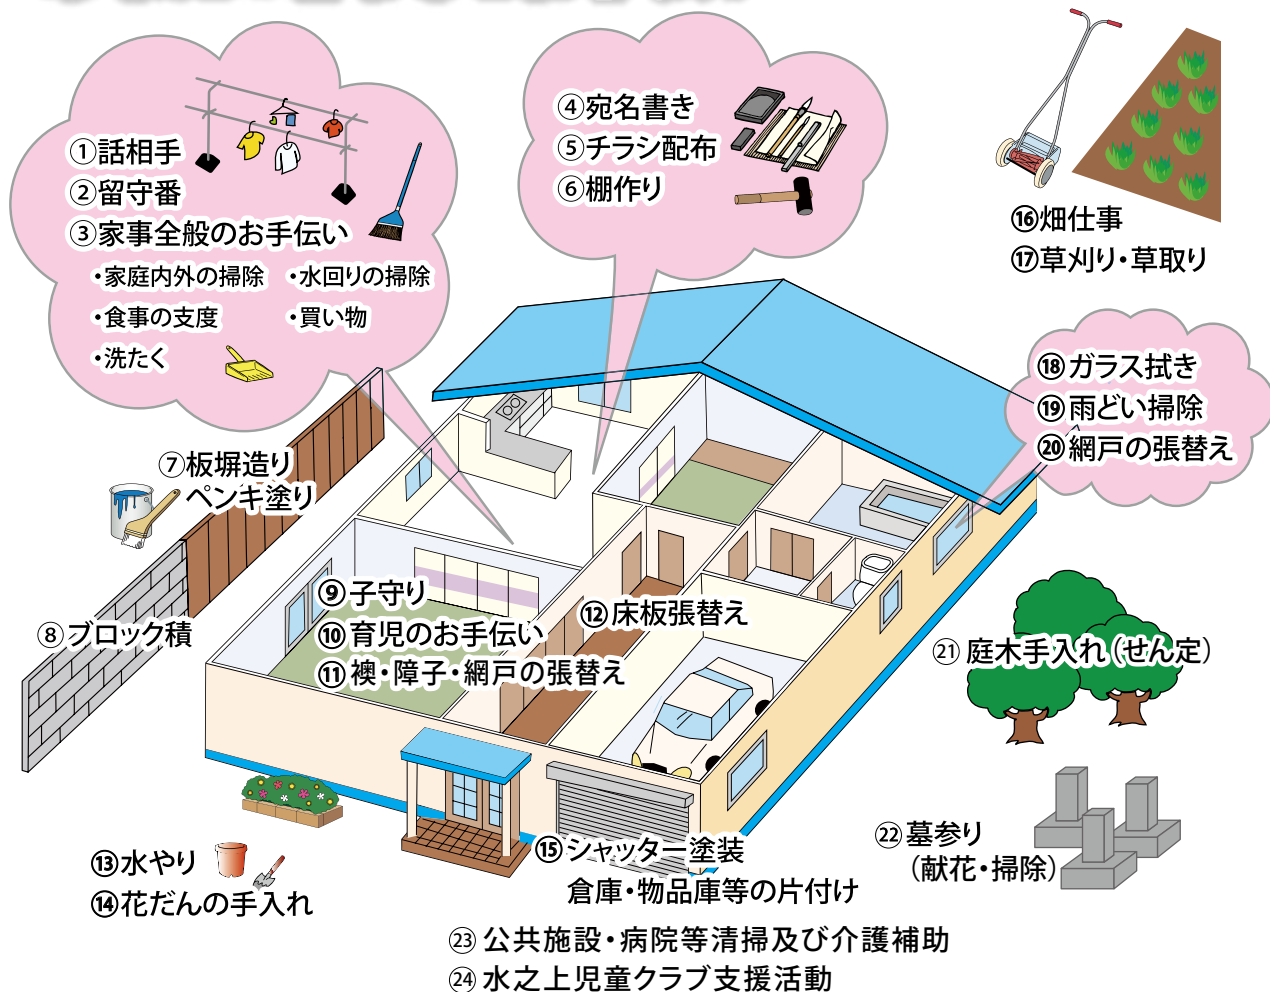 ①話相手
②留守番
③家事全般のお手伝い
・家庭内外の掃除 ・水回りの掃除
・食事の支度 ・買い物
・洗たく
④宛名書き
⑤チラシ配布
⑥棚作り
⑯畑仕事
⑰草刈り・草取り
⑱ガラス拭き
⑲雨どい掃除
⑳網戸の張替え
⑦板塀造り
ペンキ塗り
⑧ブロック積
⑨子守り
⑩育児のお手伝い
⑪襖・障子・網戸の張替え
⑫床板張替え
㉑庭木手入れ(せん定)
㉒墓参り
(献花・掃除)
⑬水やり
⑭花だんの手入れ
⑮シャッター塗装
倉庫・物品庫等の片付け
㉓公共施設・病院等清掃及び介護補助
㉔水之上児童クラブ支援活動